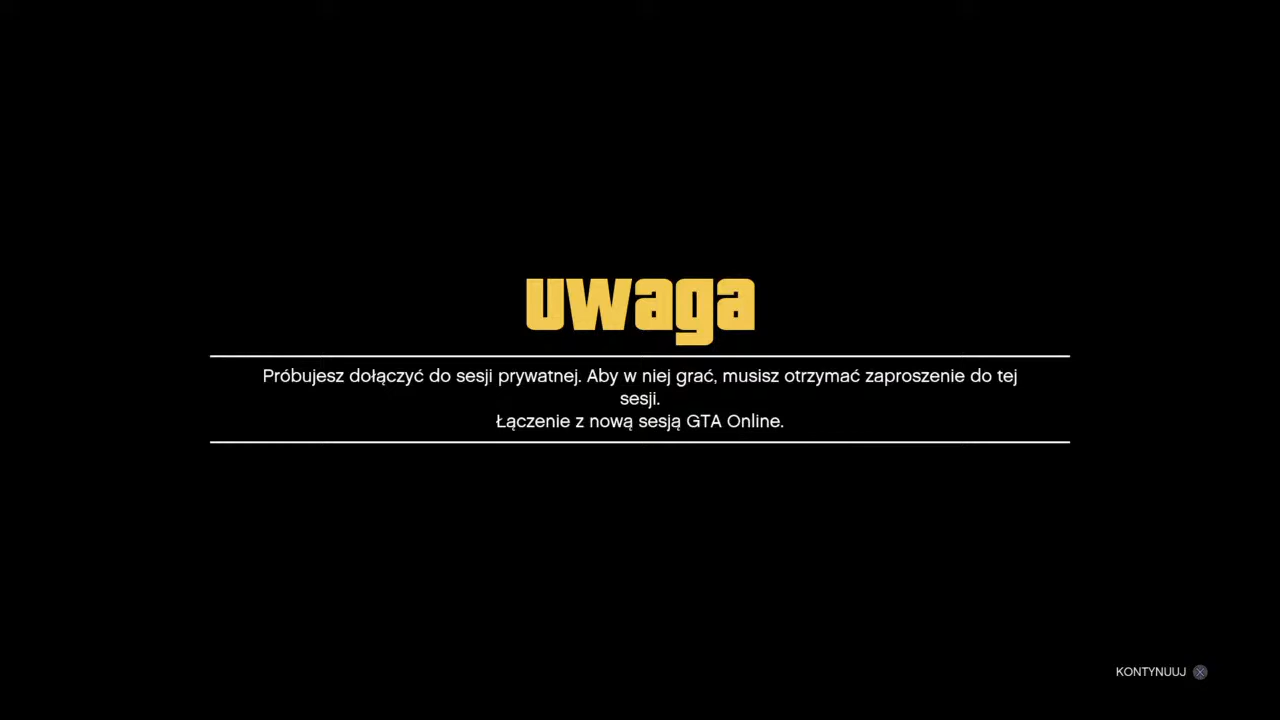 uwaga
Próbujesz dołączyć do sesji prywatnej. Aby w niej grać, musisz otrzymać zaproszenie do tej
sesji.
Łączenie z nową sesją GTA Online.
KONTYNUUJ